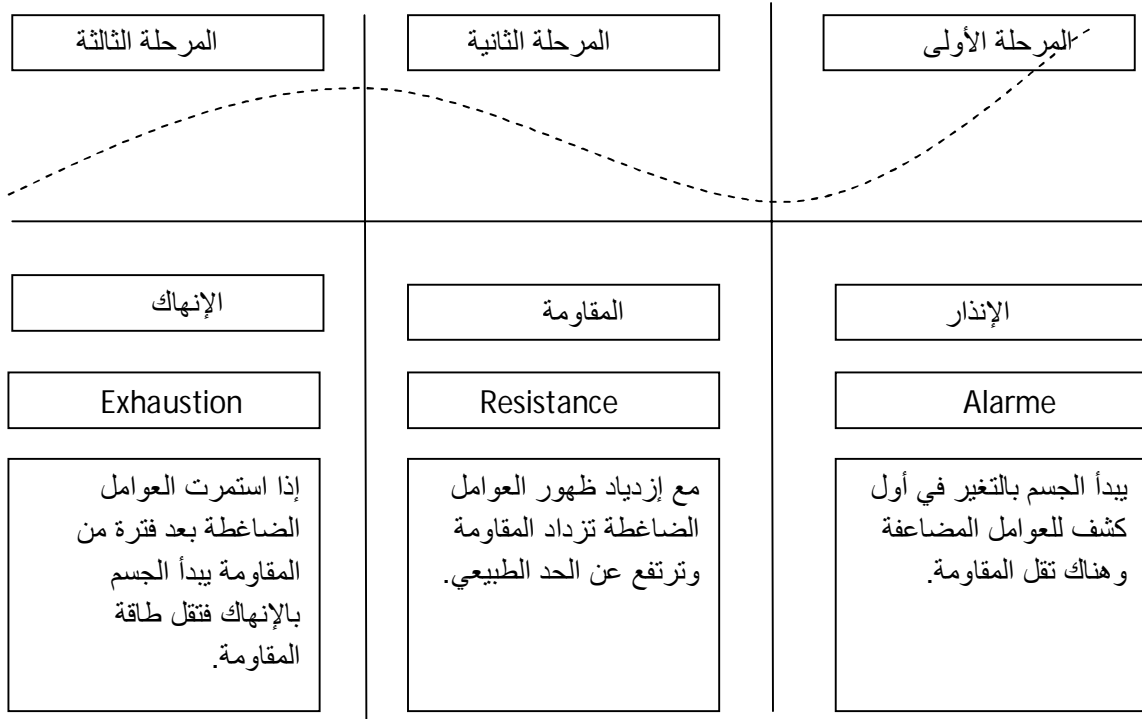 المرحلة الأولى
المرحلة الثانية
المرحلة الثالثة
الإنذار
المقاومة
الإنهاك
Alarme
Resistance
Exhaustion
يبدأ الجسم بالتغير في أول
كشف للعوامل المضاعفة
وهناك تقل المقاومة.
مع إزدياد ظهور العوامل
الضاغطة تزداد المقاومة
وترتفع عن الحد الطبيعي.
إذا استمرت العوامل
الضاغطة بعد فترة من
المقاومة يبدأ الجسم
بالإنهاك فتقل طاقة
المقاومة.